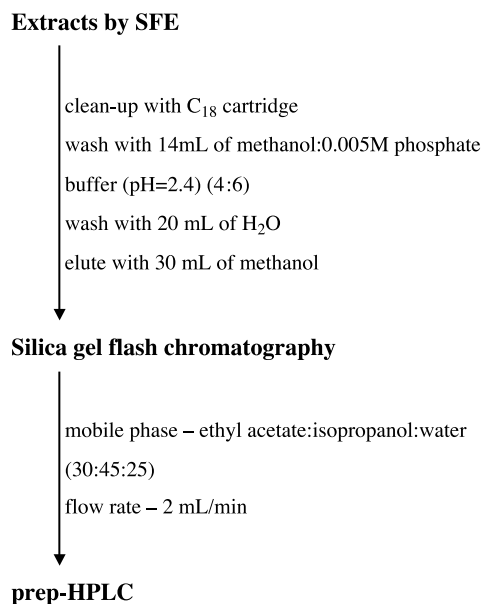 Extracts by SFE
clean-up with C₁₈ cartridge
wash with 14mL of methanol:0.005M phosphate
buffer (pH=2.4) (4:6)
wash with 20 mL of H₂O
elute with 30 mL of methanol
Silica gel flash chromatography
mobile phase – ethyl acetate:isopropanol:water
(30:45:25)
flow rate – 2 mL/min
prep-HPLC